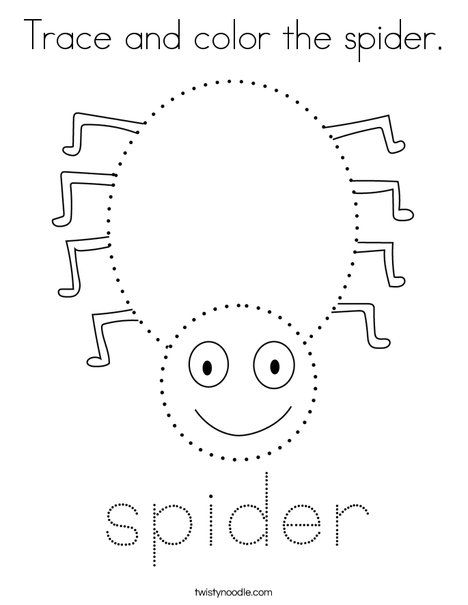 Trace and color the spider.
spider
twistynoodle.com